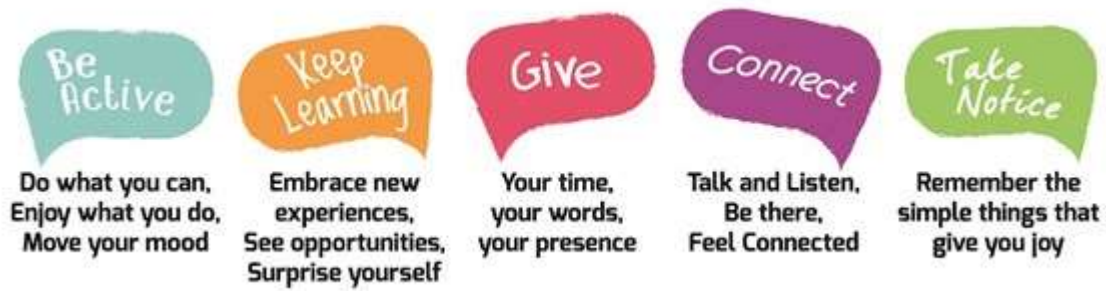 Be
Active
Do what you can,
Enjoy what you do,
Move your mood
Keep
Learning
Embrace new
experiences,
See opportunities,
Surprise yourself
Give
Your time,
your words,
your presence
Connect
Talk and Listen,
Be there,
Feel Connected
Take
Notice
Remember the
simple things that
give you joy